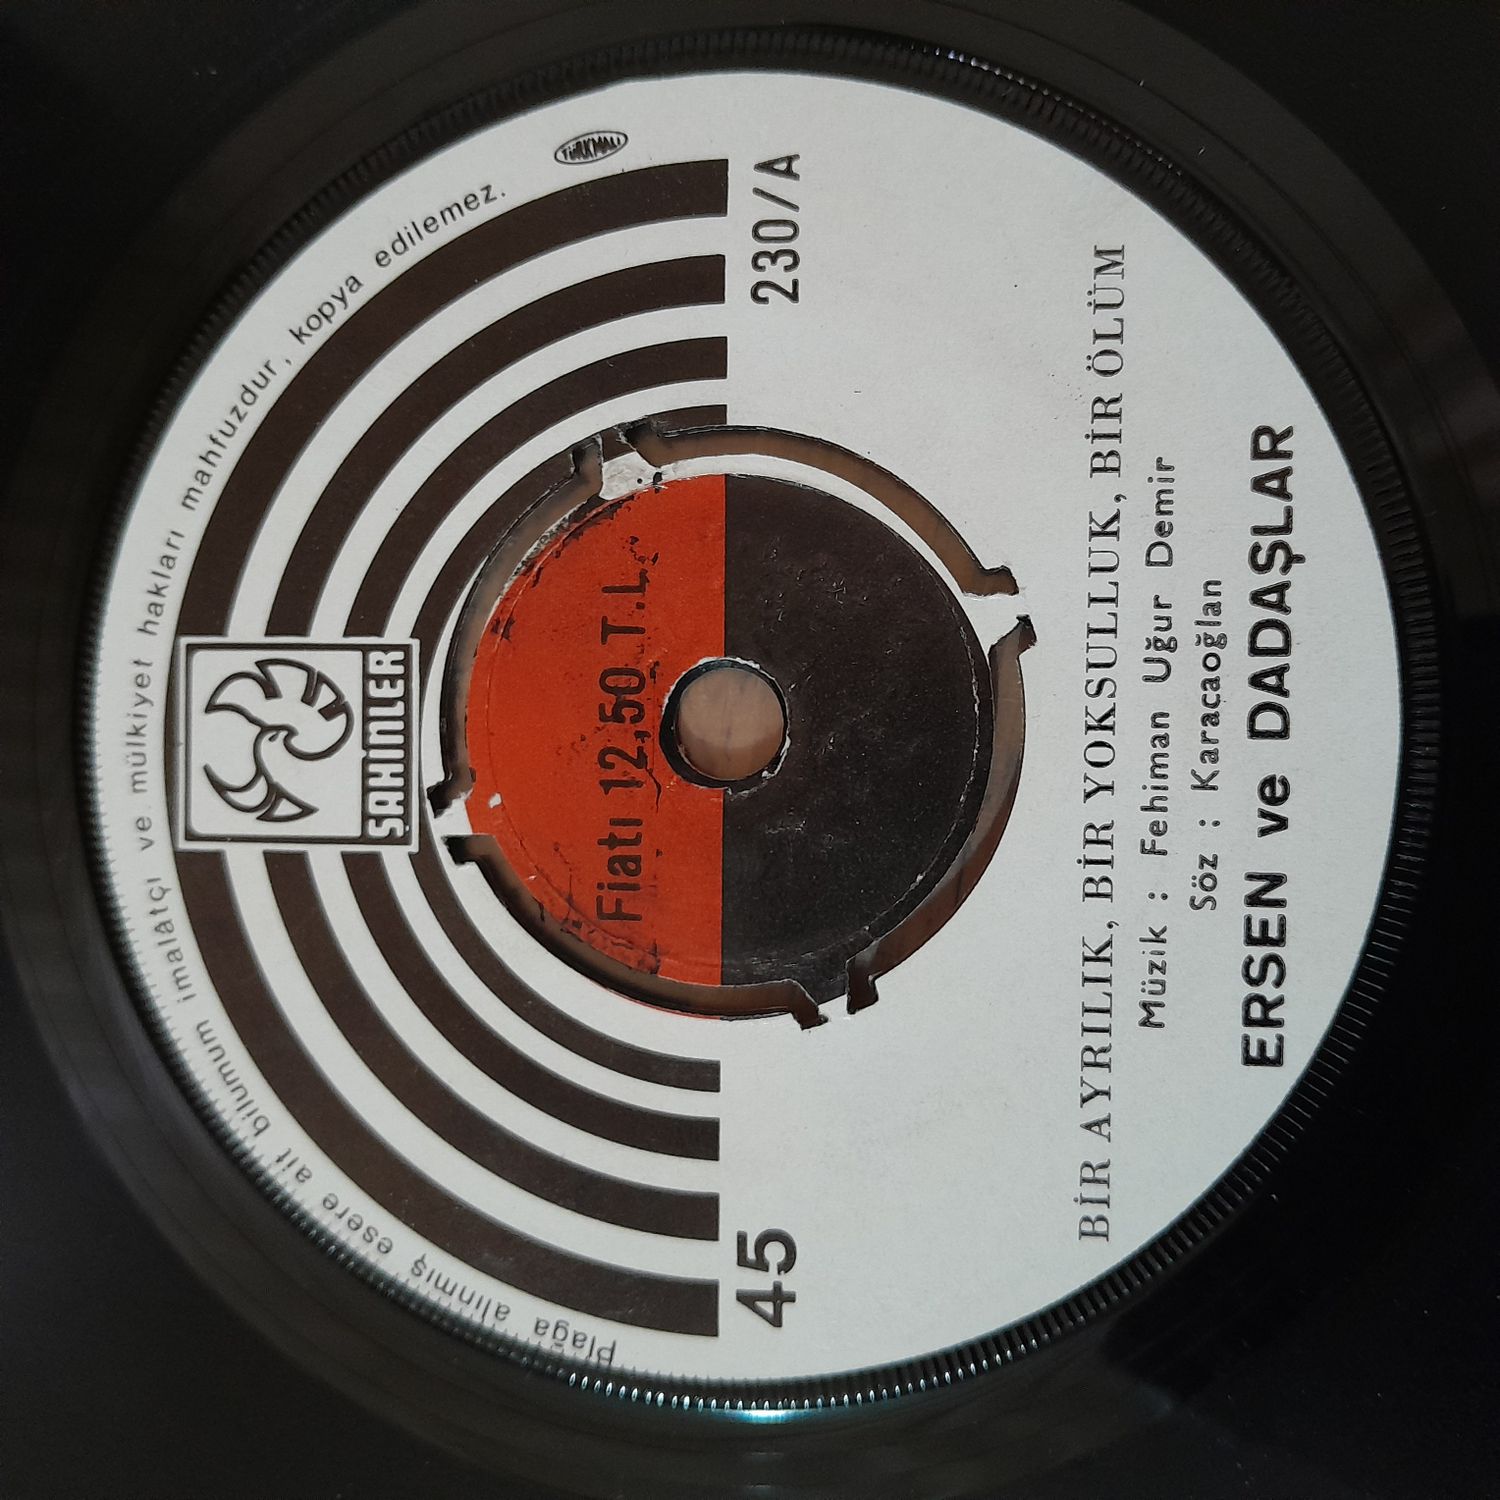 Plağa alınmış esere ait bilumum imalâtçı ve mülkiyet hakları mahfuzdur, kopya edilemez.
TÜRKMALI
ŞAHİNLER
Fiatı 12,50 T.L.
45
230/A
BİR AYRILIK, BİR YOKSULLUK, BİR ÖLÜM
Müzik : Fehiman Uğur Demir
Söz : Karacaoğlan
ERSEN ve DADAŞLAR